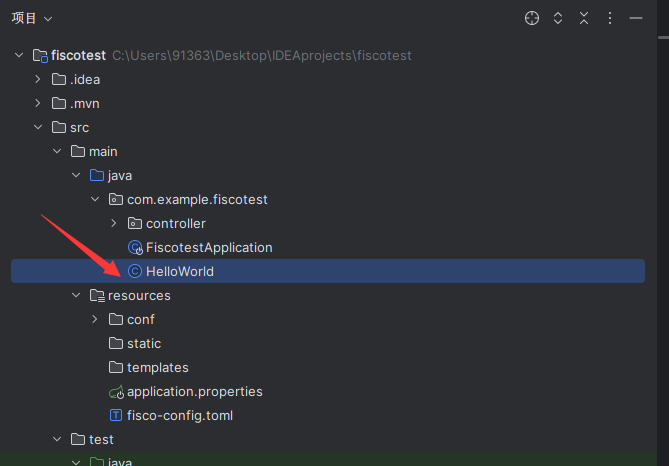 项目
fiscotest C:\Users\91363\Desktop\IDEAprojects\fiscotest
.idea
.mvn
src
main
java
com.example.fiscotest
controller
FiscotestApplication
HelloWorld
resources
conf
static
templates
application.properties
fisco-config.toml
test
java